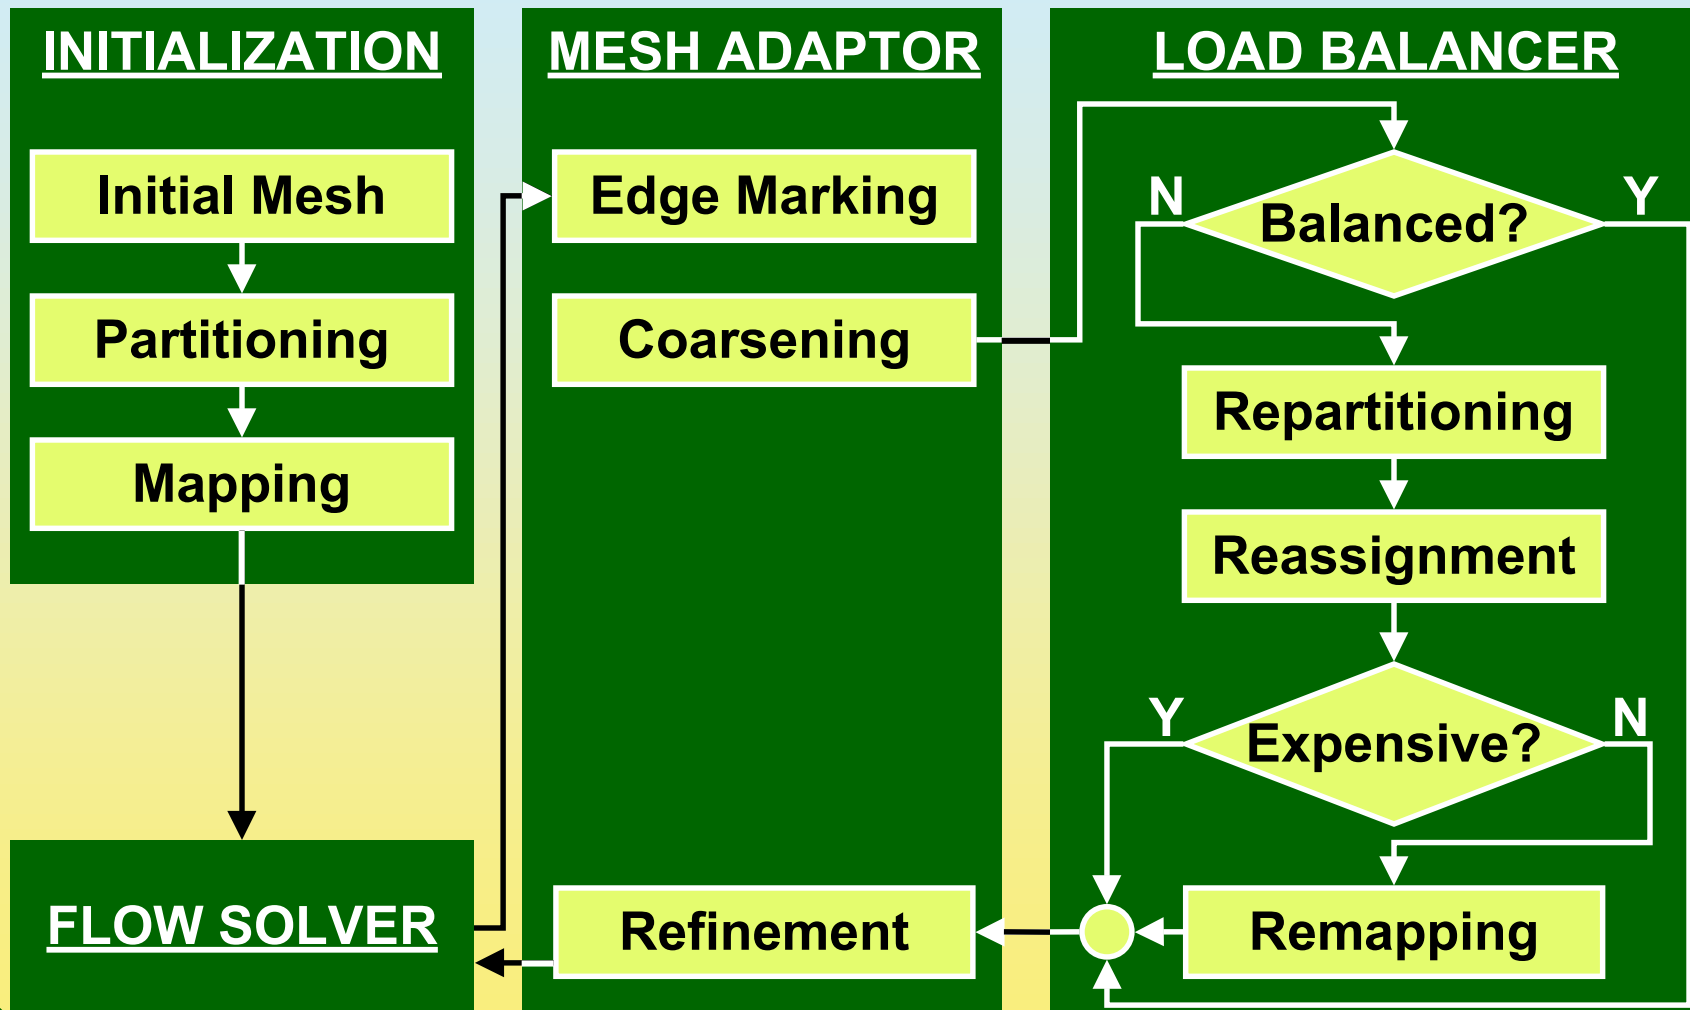 INITIALIZATION
Initial Mesh
Partitioning
Mapping
FLOW SOLVER
MESH ADAPTOR
Edge Marking
Coarsening
Refinement
LOAD BALANCER
N
Y
Balanced?
Repartitioning
Reassignment
Y
N
Expensive?
Remapping